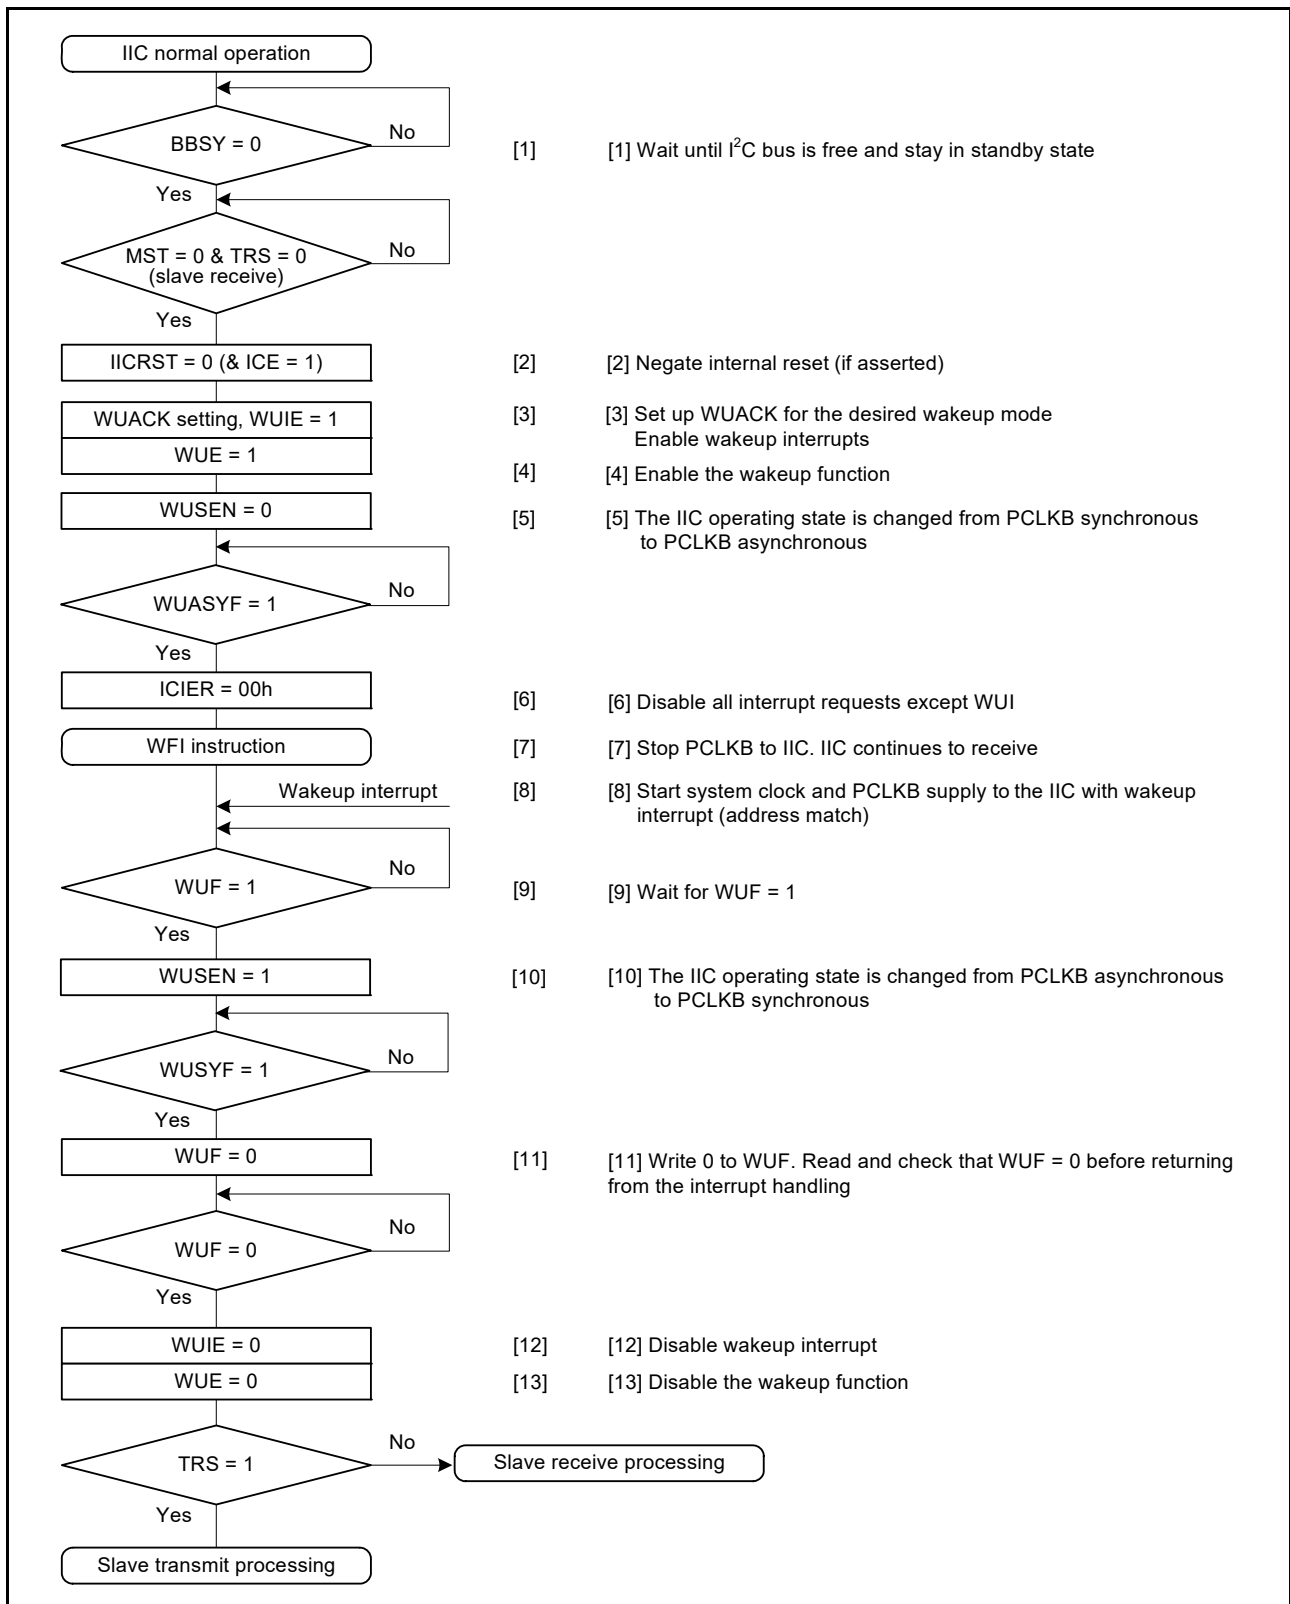 IIC normal operation
BBSY = 0
No
[1]
[1] Wait until I²C bus is free and stay in standby state
Yes
MST = 0 & TRS = 0
(slave receive)
No
Yes
IICRST = 0 (& ICE = 1)
[2]
[2] Negate internal reset (if asserted)
WUACK setting, WUIE = 1
[3]
[3] Set up WUACK for the desired wakeup mode
Enable wakeup interrupts
WUE = 1
[4]
[4] Enable the wakeup function
WUSEN = 0
[5]
[5] The IIC operating state is changed from PCLKB synchronous
to PCLKB asynchronous
WUASYF = 1
No
Yes
ICIER = 00h
[6]
[6] Disable all interrupt requests except WUI
WFI instruction
[7]
[7] Stop PCLKB to IIC. IIC continues to receive
Wakeup interrupt
[8]
[8] Start system clock and PCLKB supply to the IIC with wakeup
interrupt (address match)
WUF = 1
No
[9]
[9] Wait for WUF = 1
Yes
WUSEN = 1
[10]
[10] The IIC operating state is changed from PCLKB asynchronous
to PCLKB synchronous
WUSYF = 1
No
Yes
WUF = 0
[11]
[11] Write 0 to WUF. Read and check that WUF = 0 before returning
from the interrupt handling
WUF = 0
No
Yes
WUIE = 0
[12]
[12] Disable wakeup interrupt
WUE = 0
[13]
[13] Disable the wakeup function
TRS = 1
No
Slave receive processing
Yes
Slave transmit processing